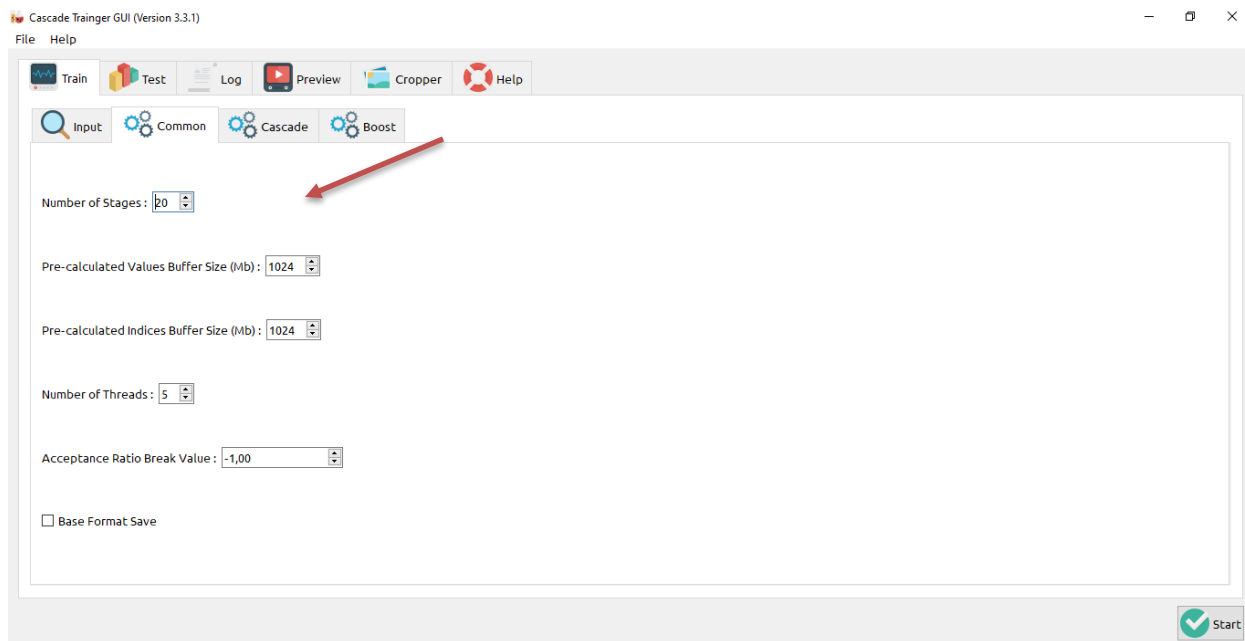 Cascade Trainger GUI (Version 3.3.1)
File Help
Train Test Log Preview Cropper Help
Input Common Cascade Boost
Number of Stages : 20
Pre-calculated Values Buffer Size (Mb) : 1024
Pre-calculated Indices Buffer Size (Mb) : 1024
Number of Threads : 5
Acceptance Ratio Break Value : -1,00
Base Format Save
Start